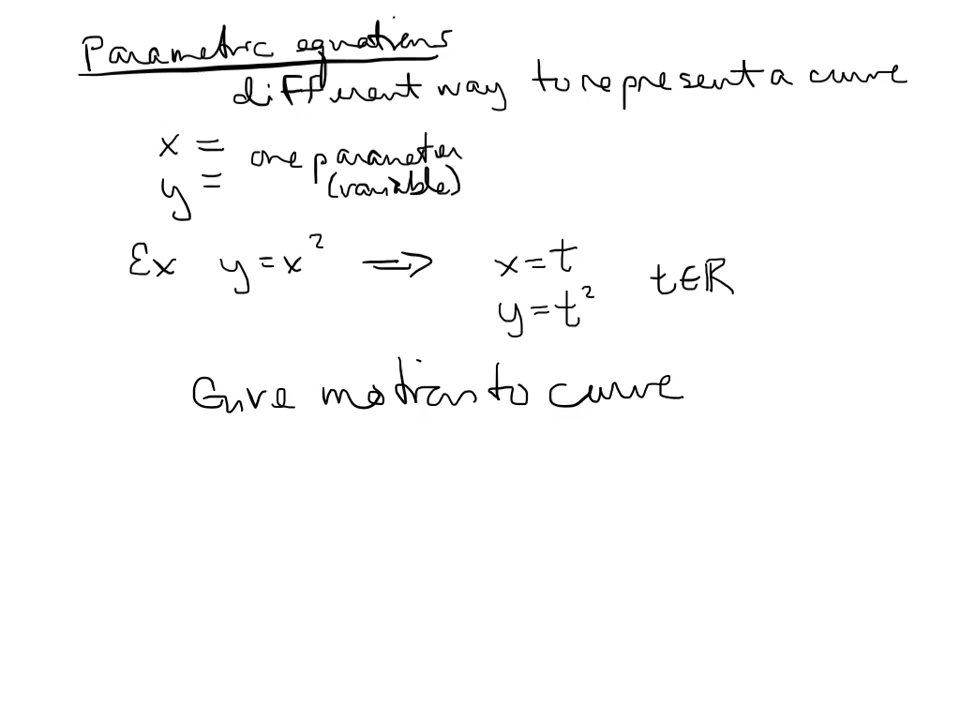 Parametric equations
different way to represent a curve
x = one parameter
y = (variable)
Ex y = x² ⟹ x = t t ∈ ℝ
y = t²
Give motion to curve